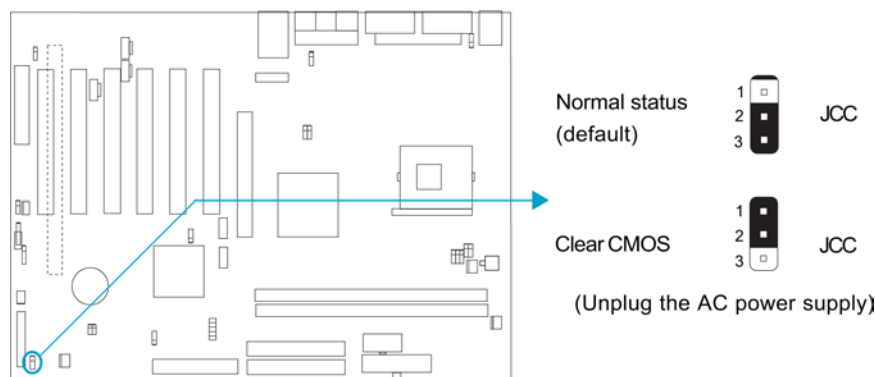 Normal status
(default)
1
2
3
JCC
Clear CMOS
1
2
3
JCC
(Unplug the AC power supply)